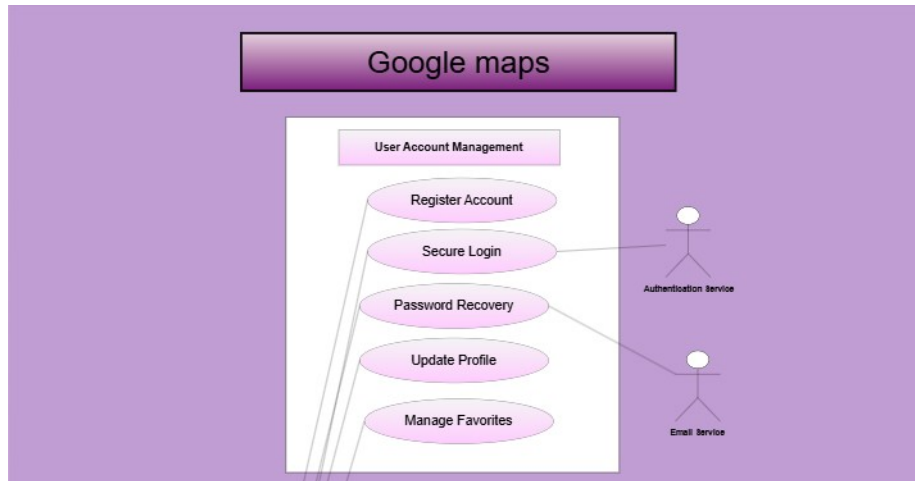 Google maps
User Account Management
Register Account
Secure Login
Authentication Service
Password Recovery
Update Profile
Manage Favorites
Email Service